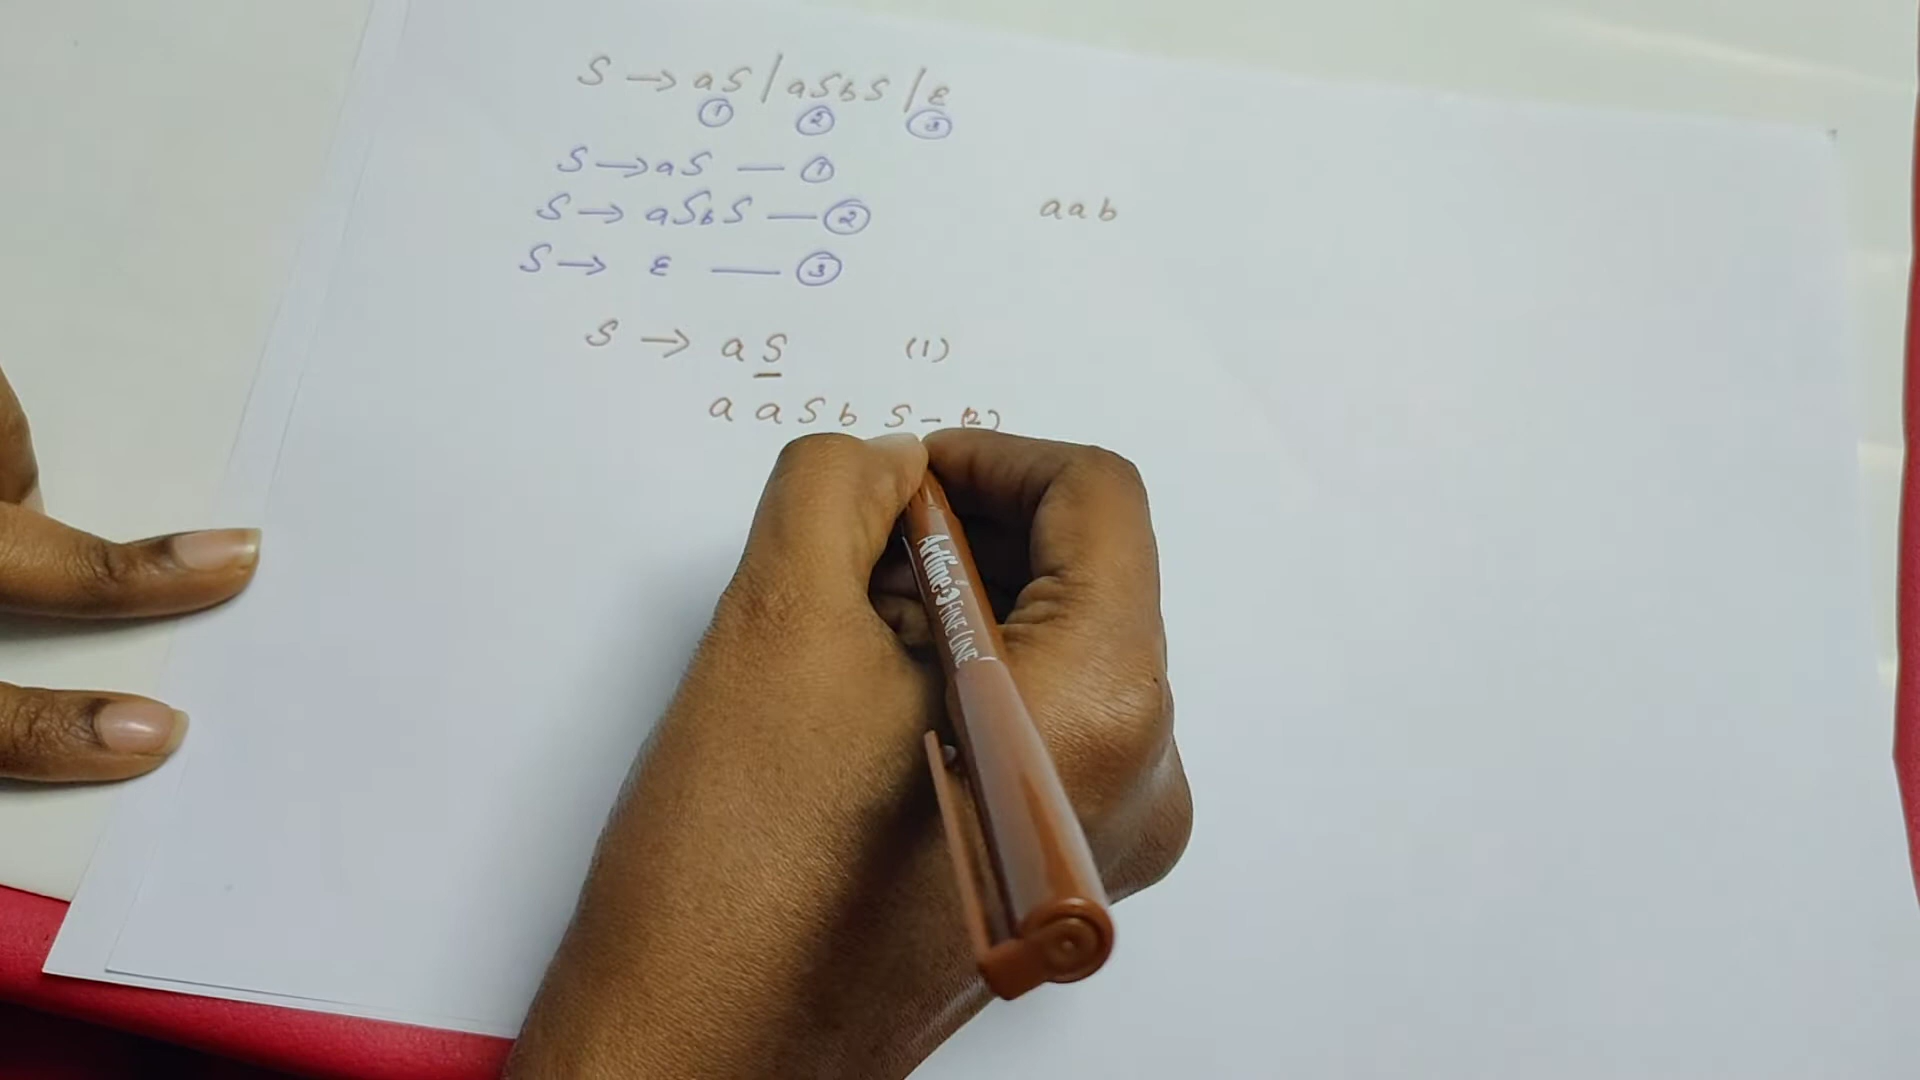 S → aS / aSbS / ε
① ② ③
S → aS — ①
S → aSbS — ②
aab
S → ε — ③
S → aS (1)
a a S b S – (2)
Artline FINE LINE